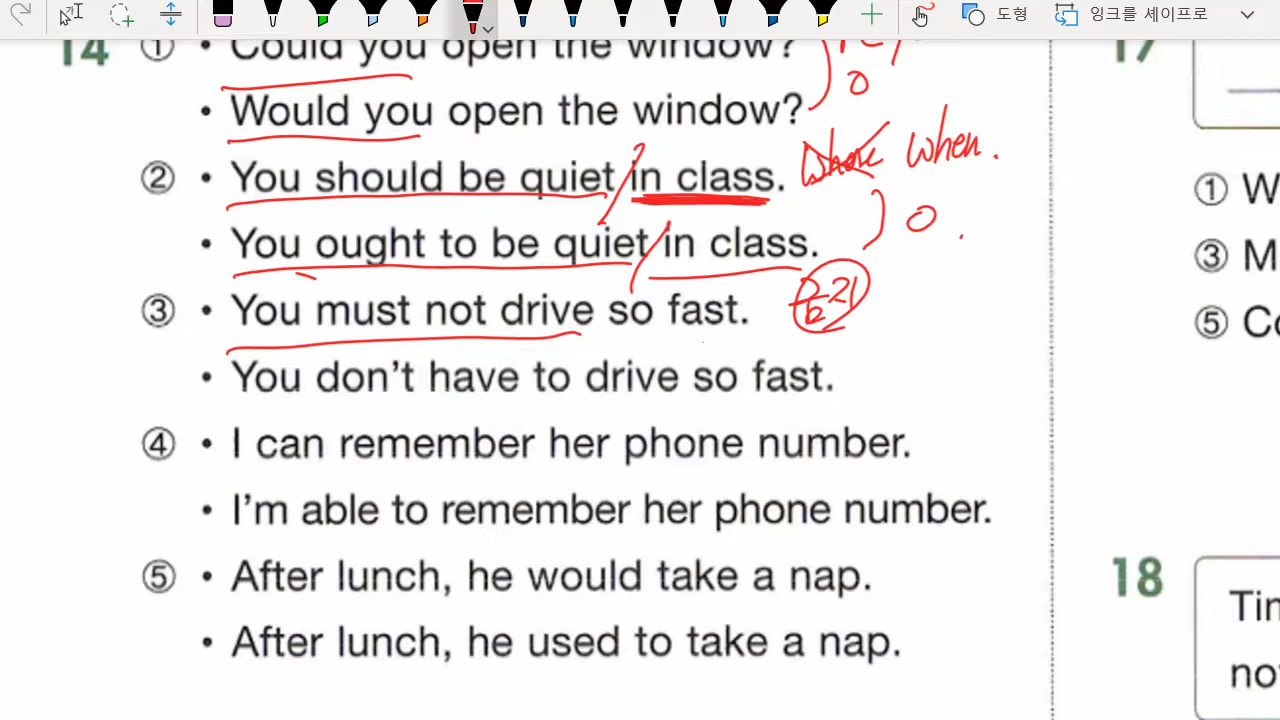 도형
잉크를 셰이프로
14 ① • Could you open the window?
• Would you open the window?
② • You should be quiet in class. where when.
• You ought to be quiet in class.
③ • You must not drive so fast.
• You don't have to drive so fast.
④ • I can remember her phone number.
• I'm able to remember her phone number.
⑤ • After lunch, he would take a nap.
• After lunch, he used to take a nap.
17
① W
③ M
⑤ Co
18
Tin
no